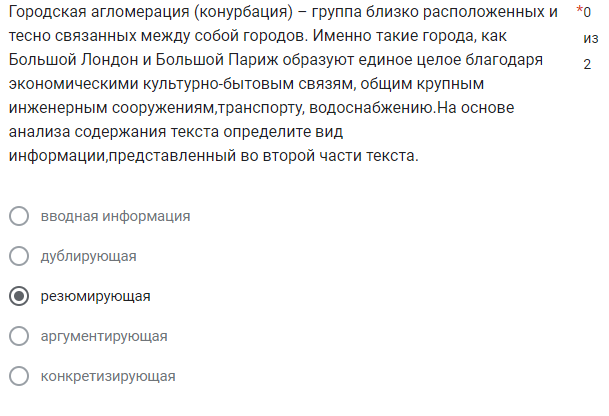 Городская агломерация (конурбация) – группа близко расположенных и
тесно связанных между собой городов. Именно такие города, как
Большой Лондон и Большой Париж образуют единое целое благодаря
экономическими культурно-бытовым связям, общим крупным
инженерным сооружениям,транспорту, водоснабжению.На основе
анализа содержания текста определите вид
информации,представленный во второй части текста.
*0
из
2
вводная информация
дублирующая
резюмирующая
аргументирующая
конкретизирующая